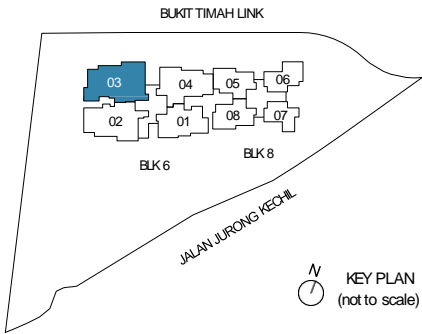 BUKIT TIMAH LINK
03
04
05
06
02
01
08
07
BLK 6
BLK 8
JALAN JURONG KECHIL
N
KEY PLAN
(not to scale)